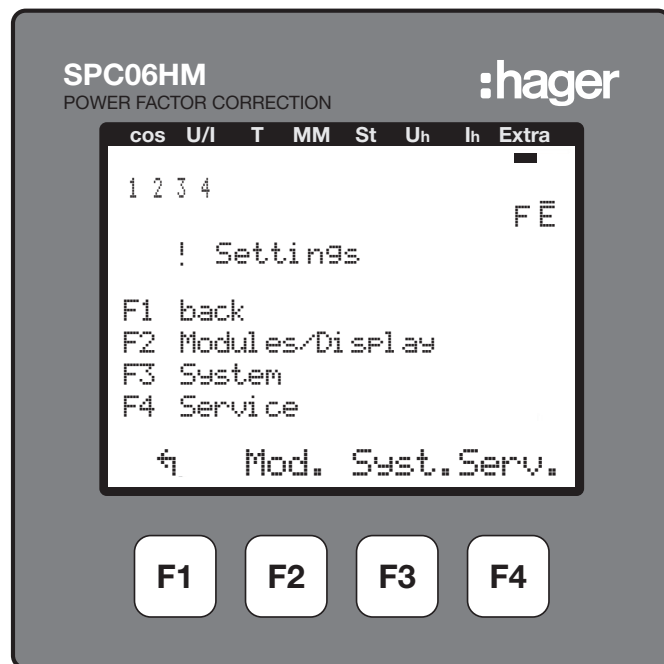 SPC06HM
:hager
POWER FACTOR CORRECTION
cos U/I T MM St Uh Ih Extra
1 2 3 4
F Ē
! Settings
F1 back
F2 Modules/Display
F3 System
F4 Service
↰ Mod. Syst. Serv.
F1 F2 F3 F4